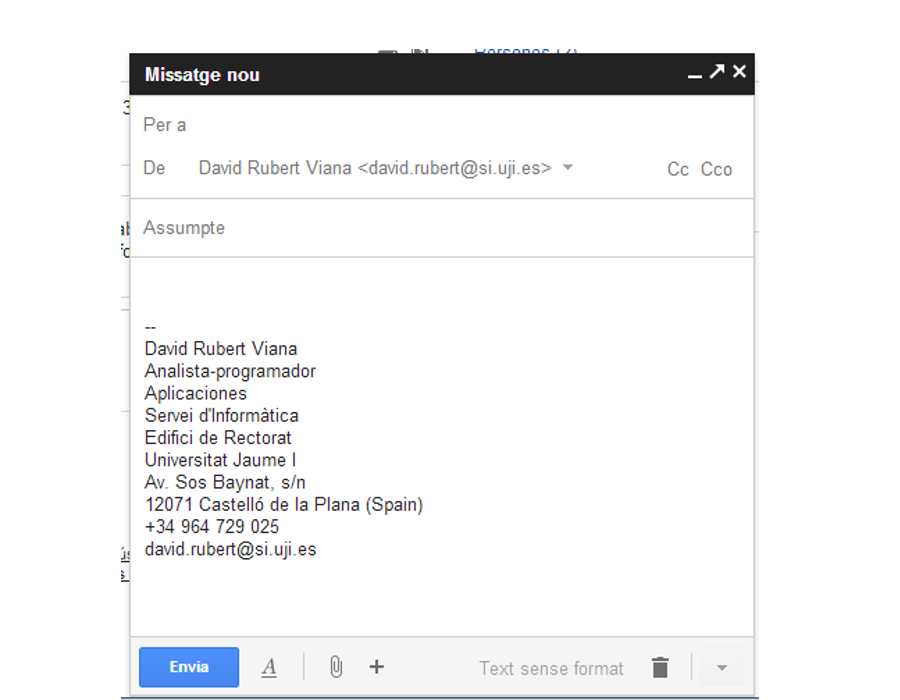 Persones (7)
Missatge nou
Per a
De David Rubert Viana <david.rubert@si.uji.es> Cc Cco
Assumpte
--
David Rubert Viana
Analista-programador
Aplicaciones
Servei d'Informàtica
Edifici de Rectorat
Universitat Jaume I
Av. Sos Baynat, s/n
12071 Castelló de la Plana (Spain)
+34 964 729 025
david.rubert@si.uji.es
Envia A Text sense format